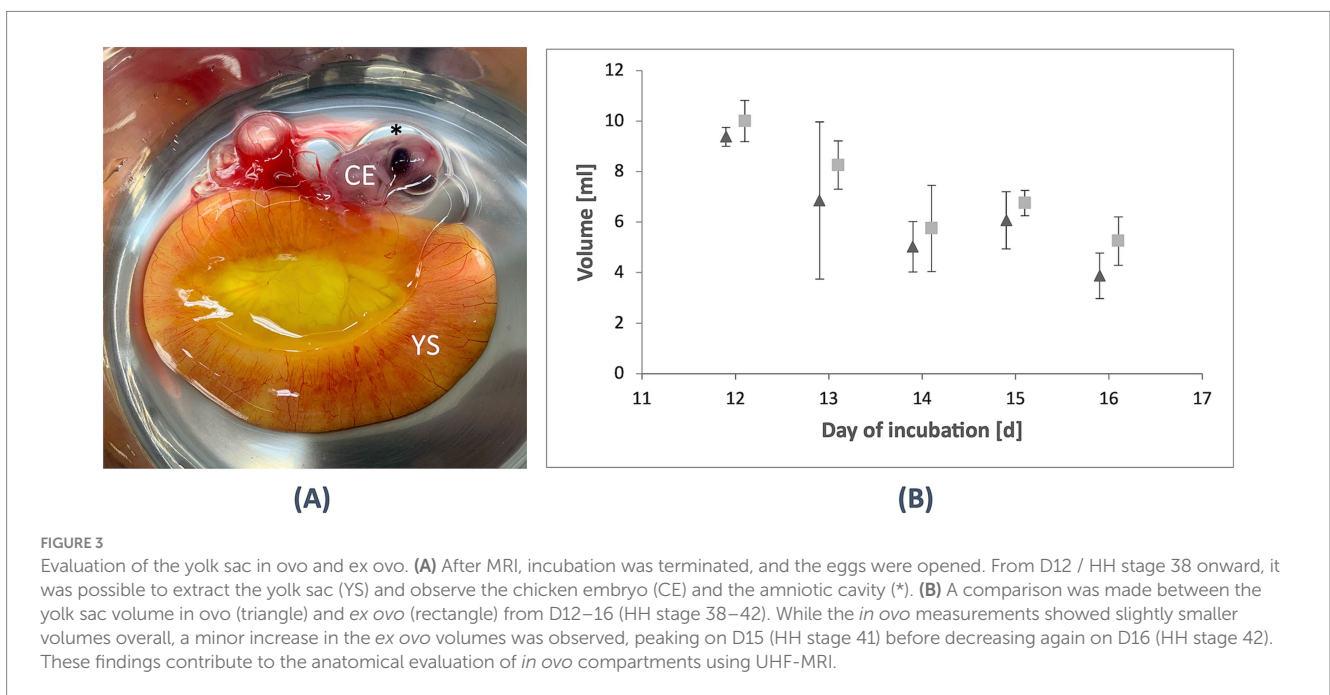 *
CE
YS
(A)
12
10
8
6
4
2
0
11
12
13
14
15
16
17
Volume [ml]
Day of incubation [d]
(B)
FIGURE 3
Evaluation of the yolk sac in ovo and ex ovo. (A) After MRI, incubation was terminated, and the eggs were opened. From D12 / HH stage 38 onward, it
was possible to extract the yolk sac (YS) and observe the chicken embryo (CE) and the amniotic cavity (*). (B) A comparison was made between the
yolk sac volume in ovo (triangle) and ex ovo (rectangle) from D12–16 (HH stage 38–42). While the in ovo measurements showed slightly smaller
volumes overall, a minor increase in the ex ovo volumes was observed, peaking on D15 (HH stage 41) before decreasing again on D16 (HH stage 42).
These findings contribute to the anatomical evaluation of in ovo compartments using UHF-MRI.